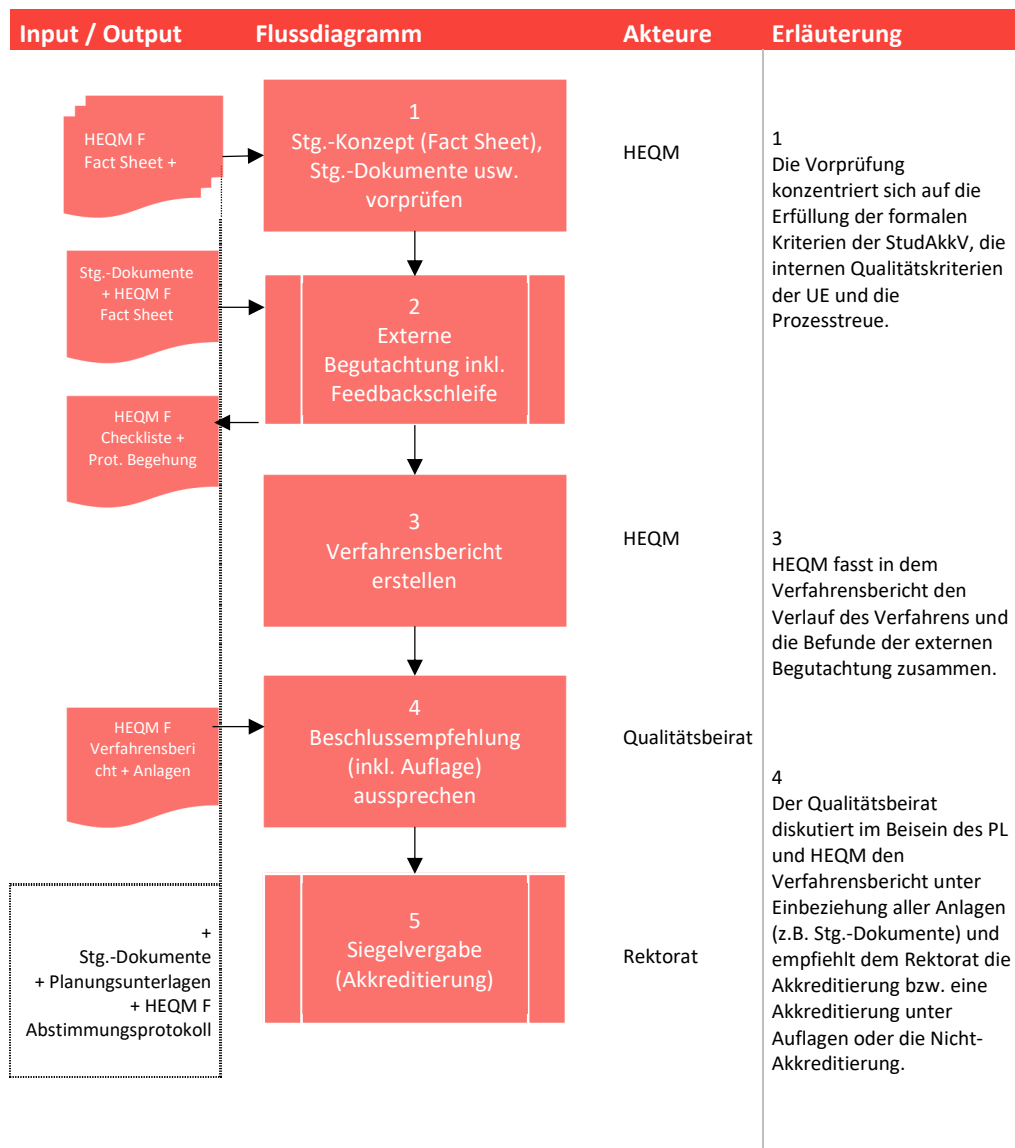 Input / Output Flussdiagramm Akteure Erläuterung
HEQM F
Fact Sheet +
1
Stg.-Konzept (Fact Sheet),
Stg.-Dokumente usw.
vorprüfen
HEQM
1
Die Vorprüfung
konzentriert sich auf die
Erfüllung der formalen
Kriterien der StudAkkV, die
internen Qualitätskriterien
der UE und die
Prozesstreue.
Stg.-Dokumente
+ HEQM F
Fact Sheet
2
Externe
Begutachtung inkl.
Feedbackschleife
HEQM F
Checkliste +
Prot. Begehung
3
Verfahrensbericht
erstellen
HEQM
3
HEQM fasst in dem
Verfahrensbericht den
Verlauf des Verfahrens und
die Befunde der externen
Begutachtung zusammen.
HEQM F
Verfahrensberi
cht + Anlagen
4
Beschlussempfehlung
(inkl. Auflage)
aussprechen
Qualitätsbeirat
4
Der Qualitätsbeirat
diskutiert im Beisein des PL
und HEQM den
Verfahrensbericht unter
Einbeziehung aller Anlagen
(z.B. Stg.-Dokumente) und
empfiehlt dem Rektorat die
Akkreditierung bzw. eine
Akkreditierung unter
Auflagen oder die Nicht-
Akkreditierung.
+
Stg.-Dokumente
+ Planungsunterlagen
+ HEQM F
Abstimmungsprotokoll
5
Siegelvergabe
(Akkreditierung)
Rektorat